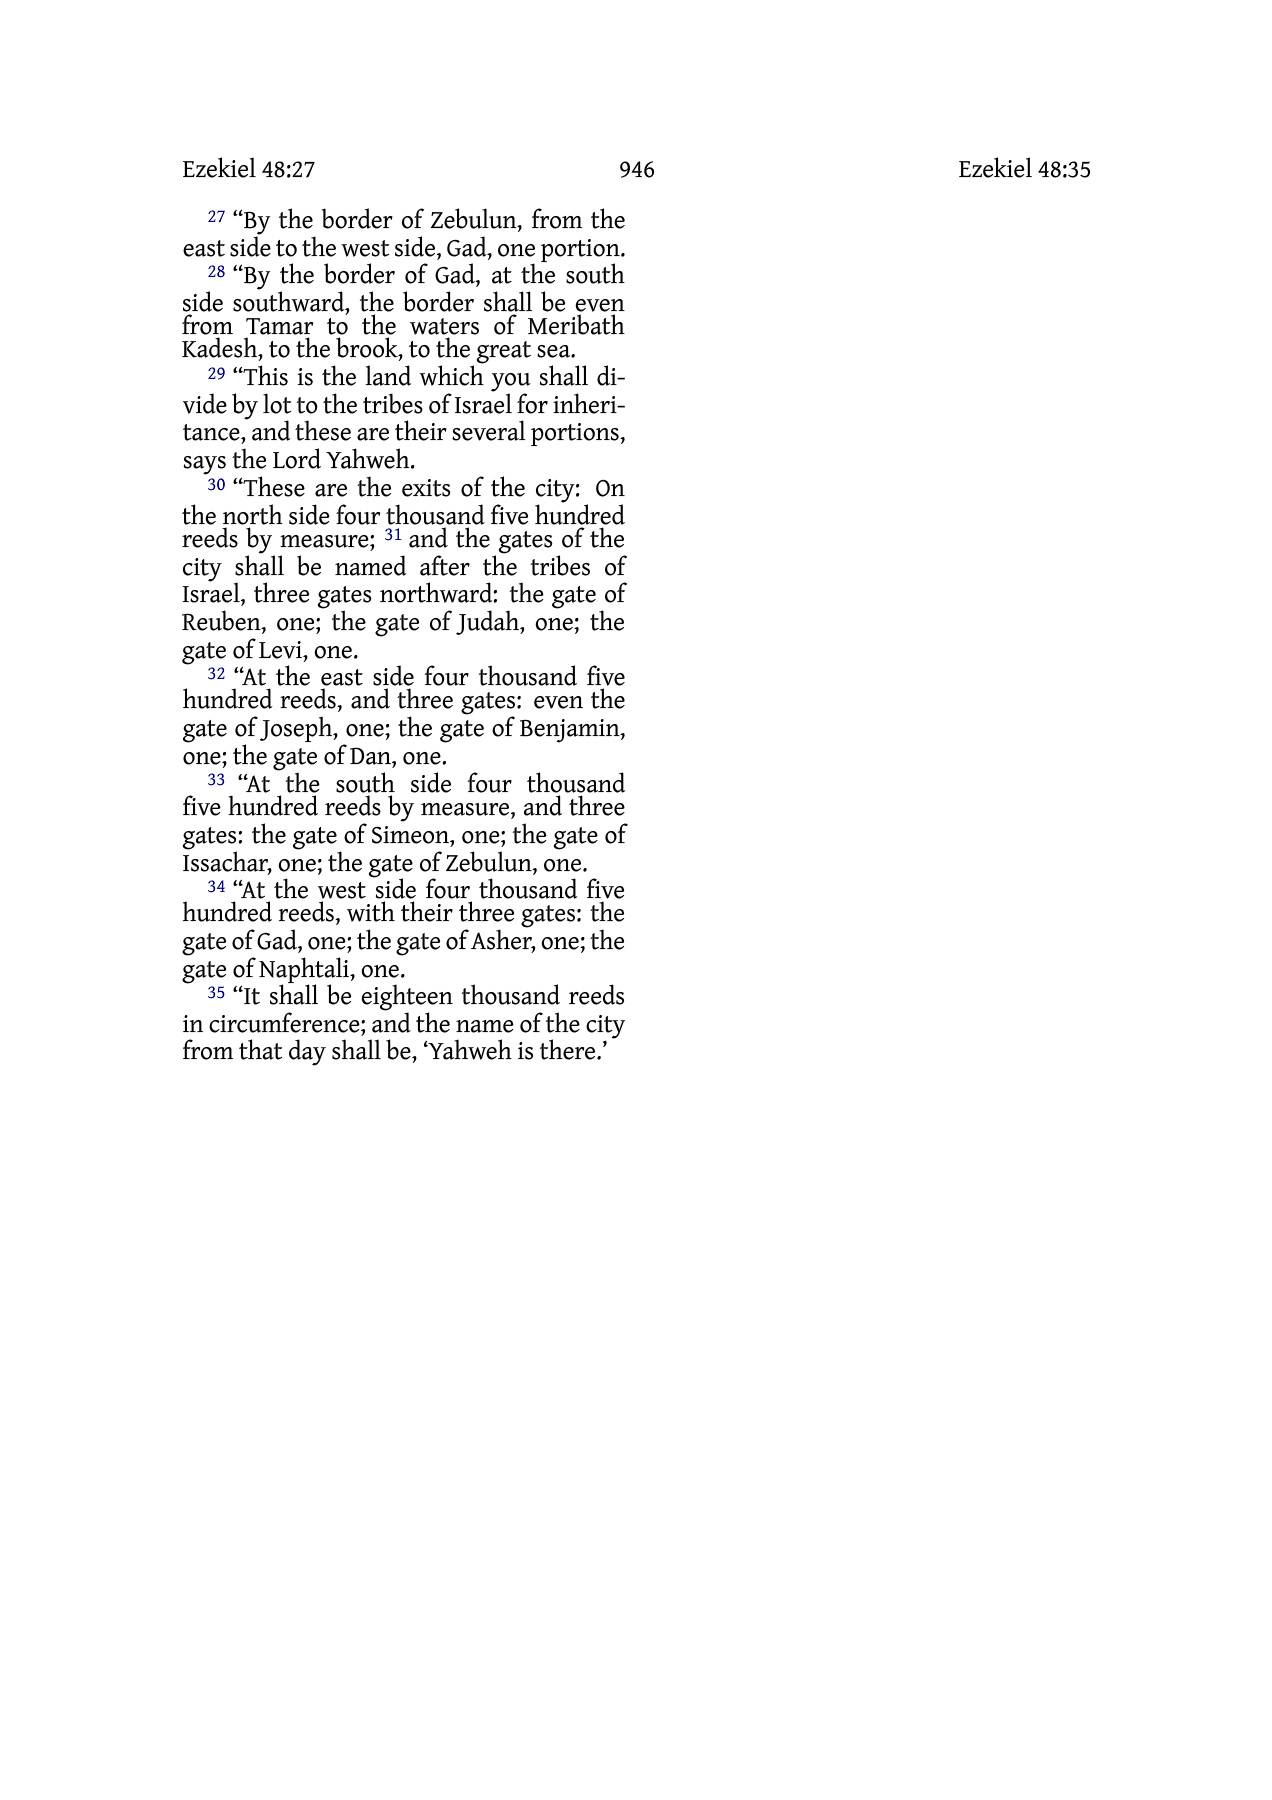 Ezekiel 48:27 946 Ezekiel 48:35
27 “By the border of Zebulun, from the
east side to the west side, Gad, one portion.
28 “By the border of Gad, at the south
side southward, the border shall be even
from Tamar to the waters of Meribath
Kadesh, to the brook, to the great sea.
29 “This is the land which you shall di-
vide by lot to the tribes of Israel for inheri-
tance, and these are their several portions,
says the Lord Yahweh.
30 “These are the exits of the city: On
the north side four thousand five hundred
reeds by measure; 31 and the gates of the
city shall be named after the tribes of
Israel, three gates northward: the gate of
Reuben, one; the gate of Judah, one; the
gate of Levi, one.
32 “At the east side four thousand five
hundred reeds, and three gates: even the
gate of Joseph, one; the gate of Benjamin,
one; the gate of Dan, one.
33 “At the south side four thousand
five hundred reeds by measure, and three
gates: the gate of Simeon, one; the gate of
Issachar, one; the gate of Zebulun, one.
34 “At the west side four thousand five
hundred reeds, with their three gates: the
gate of Gad, one; the gate of Asher, one; the
gate of Naphtali, one.
35 “It shall be eighteen thousand reeds
in circumference; and the name of the city
from that day shall be, ‘Yahweh is there.’